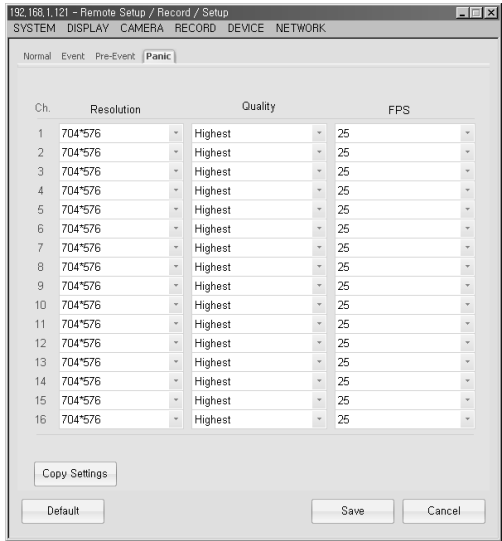 192,168,1,121 - Remote Setup / Record / Setup
SYSTEM DISPLAY CAMERA RECORD DEVICE NETWORK
Normal Event Pre-Event Panic
Ch. Resolution Quality FPS
1 704*576 Highest 25
2 704*576 Highest 25
3 704*576 Highest 25
4 704*576 Highest 25
5 704*576 Highest 25
6 704*576 Highest 25
7 704*576 Highest 25
8 704*576 Highest 25
9 704*576 Highest 25
10 704*576 Highest 25
11 704*576 Highest 25
12 704*576 Highest 25
13 704*576 Highest 25
14 704*576 Highest 25
15 704*576 Highest 25
16 704*576 Highest 25
Copy Settings
Default Save Cancel